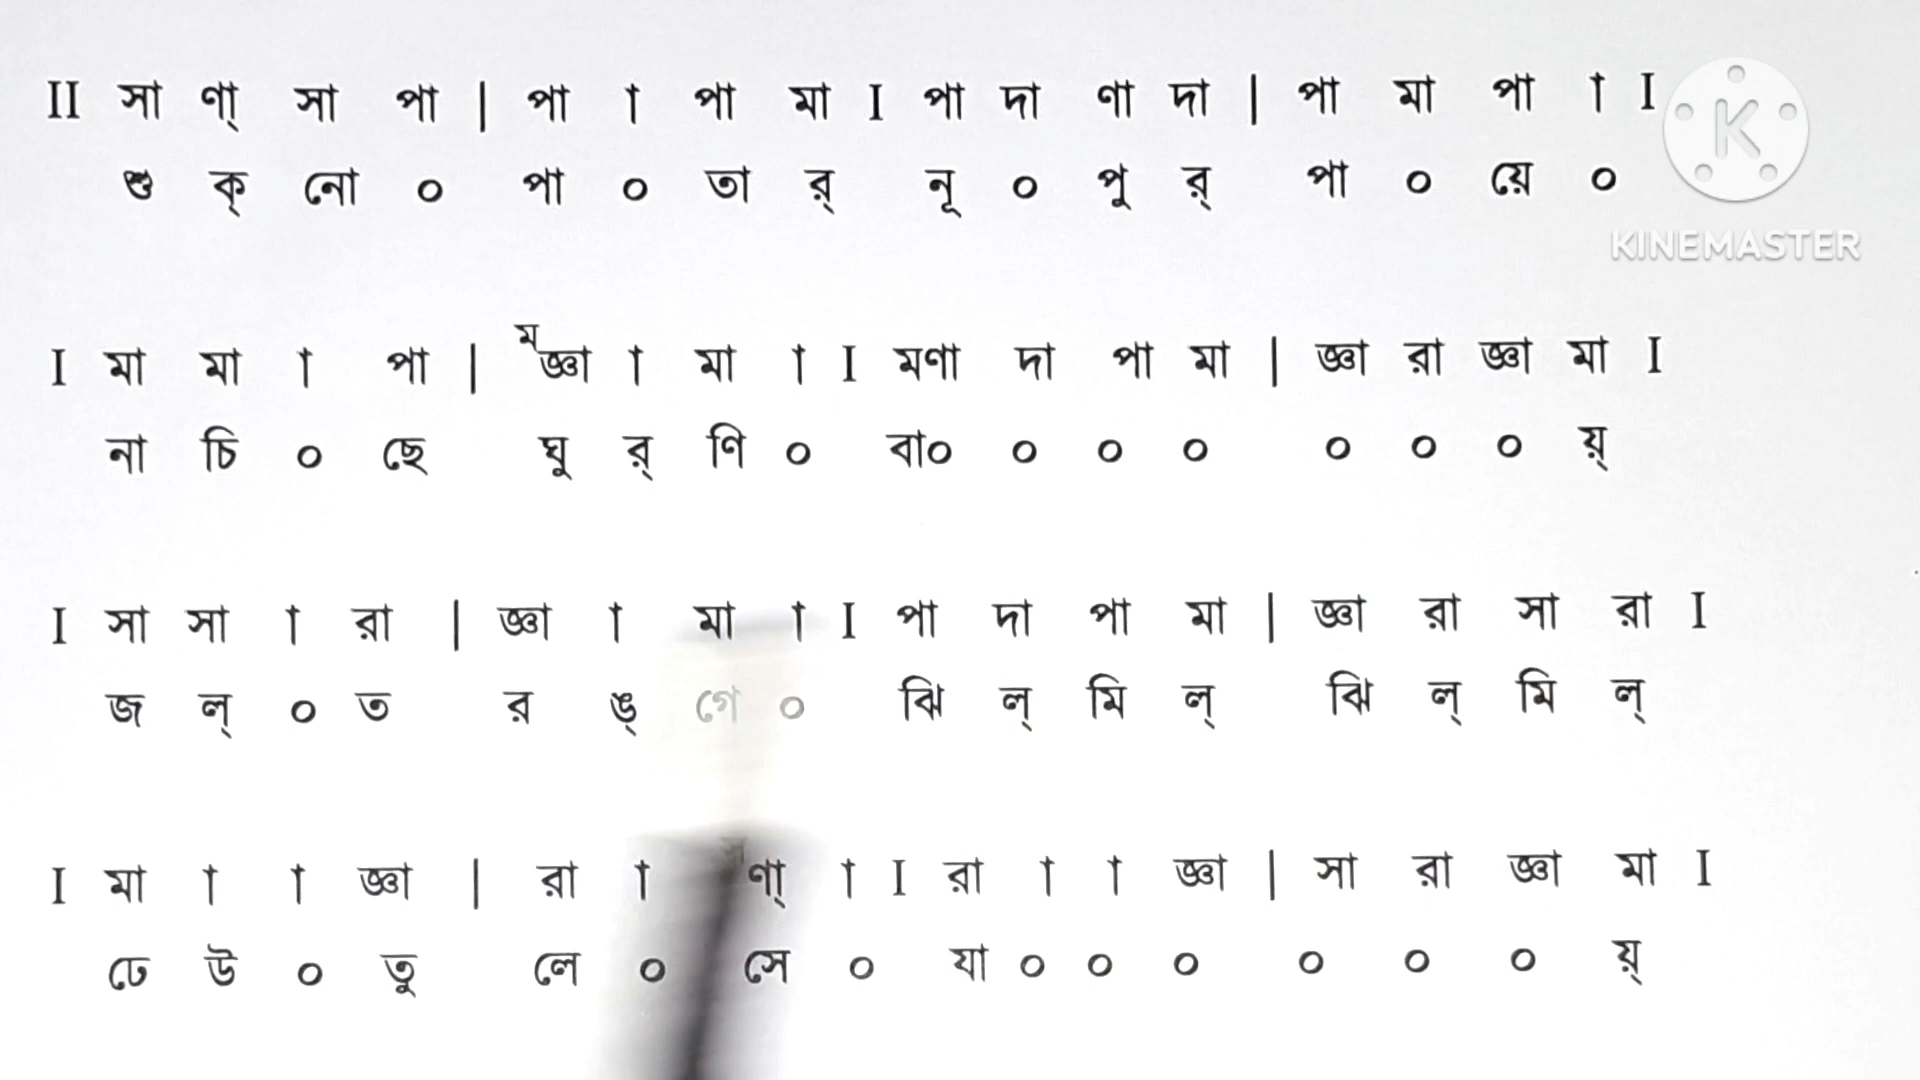 II সা ণা্ সা পা | পা া পা মা I পা দা ণা দা | পা মা পা া I
শু ক্ নো ০ পা ০ তা র্ নূ ০ পু র্ পা ০ য়ে ০
KINEMASTER
I মা মা া পা | মজ্ঞা া মা া I মণা দা পা মা | জ্ঞা রা জ্ঞা মা I
না চি ০ ছে ঘু র্ ণি ০ বা০ ০ ০ ০ ০ ০ ০ য়্
I সা সা া রা | জ্ঞা া মা া I পা দা পা মা | জ্ঞা রা সা রা I
জ ল্ ০ ত র ঙ্ গে ০ ঝি ল্ মি ল্ ঝি ল্ মি ল্
I মা া া জ্ঞা | রা া ণা্ া I রা া া জ্ঞা | সা রা জ্ঞা মা I
ঢে উ ০ তু লে ০ সে ০ যা ০ ০ ০ ০ ০ ০ য়্